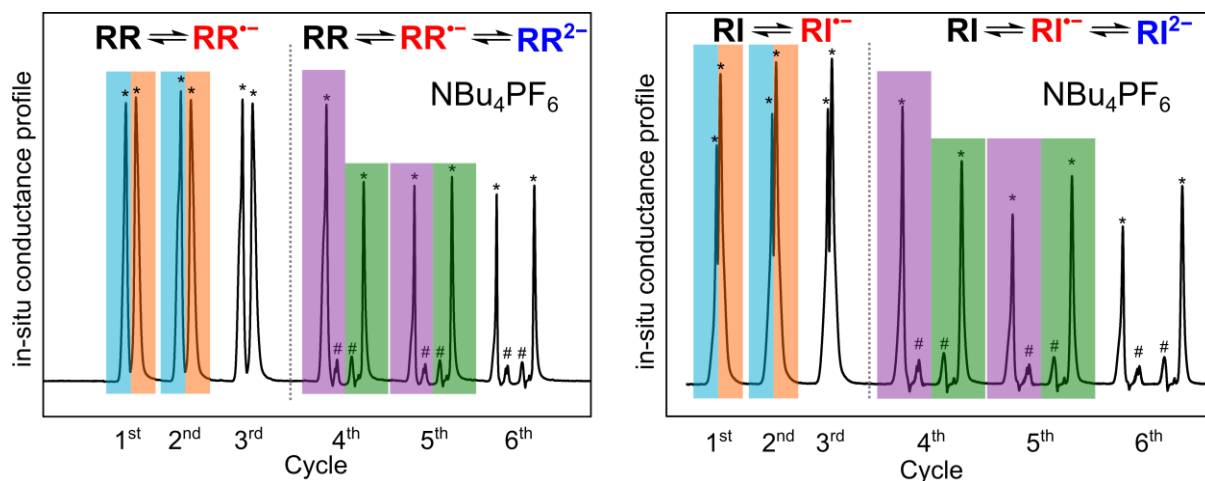 RR ⇌ RR•−
RR ⇌ RR•− ⇌ RR2−
NBu4PF6
* * * *
*
* * *
* *
# # # # # #
in-situ conductance profile
1st 2nd 3rd 4th 5th 6th
Cycle
RI ⇌ RI•−
RI ⇌ RI•− ⇌ RI2−
NBu4PF6
* * * * *
*
* * *
* * *
# # # # # #
in-situ conductance profile
1st 2nd 3rd 4th 5th 6th
Cycle